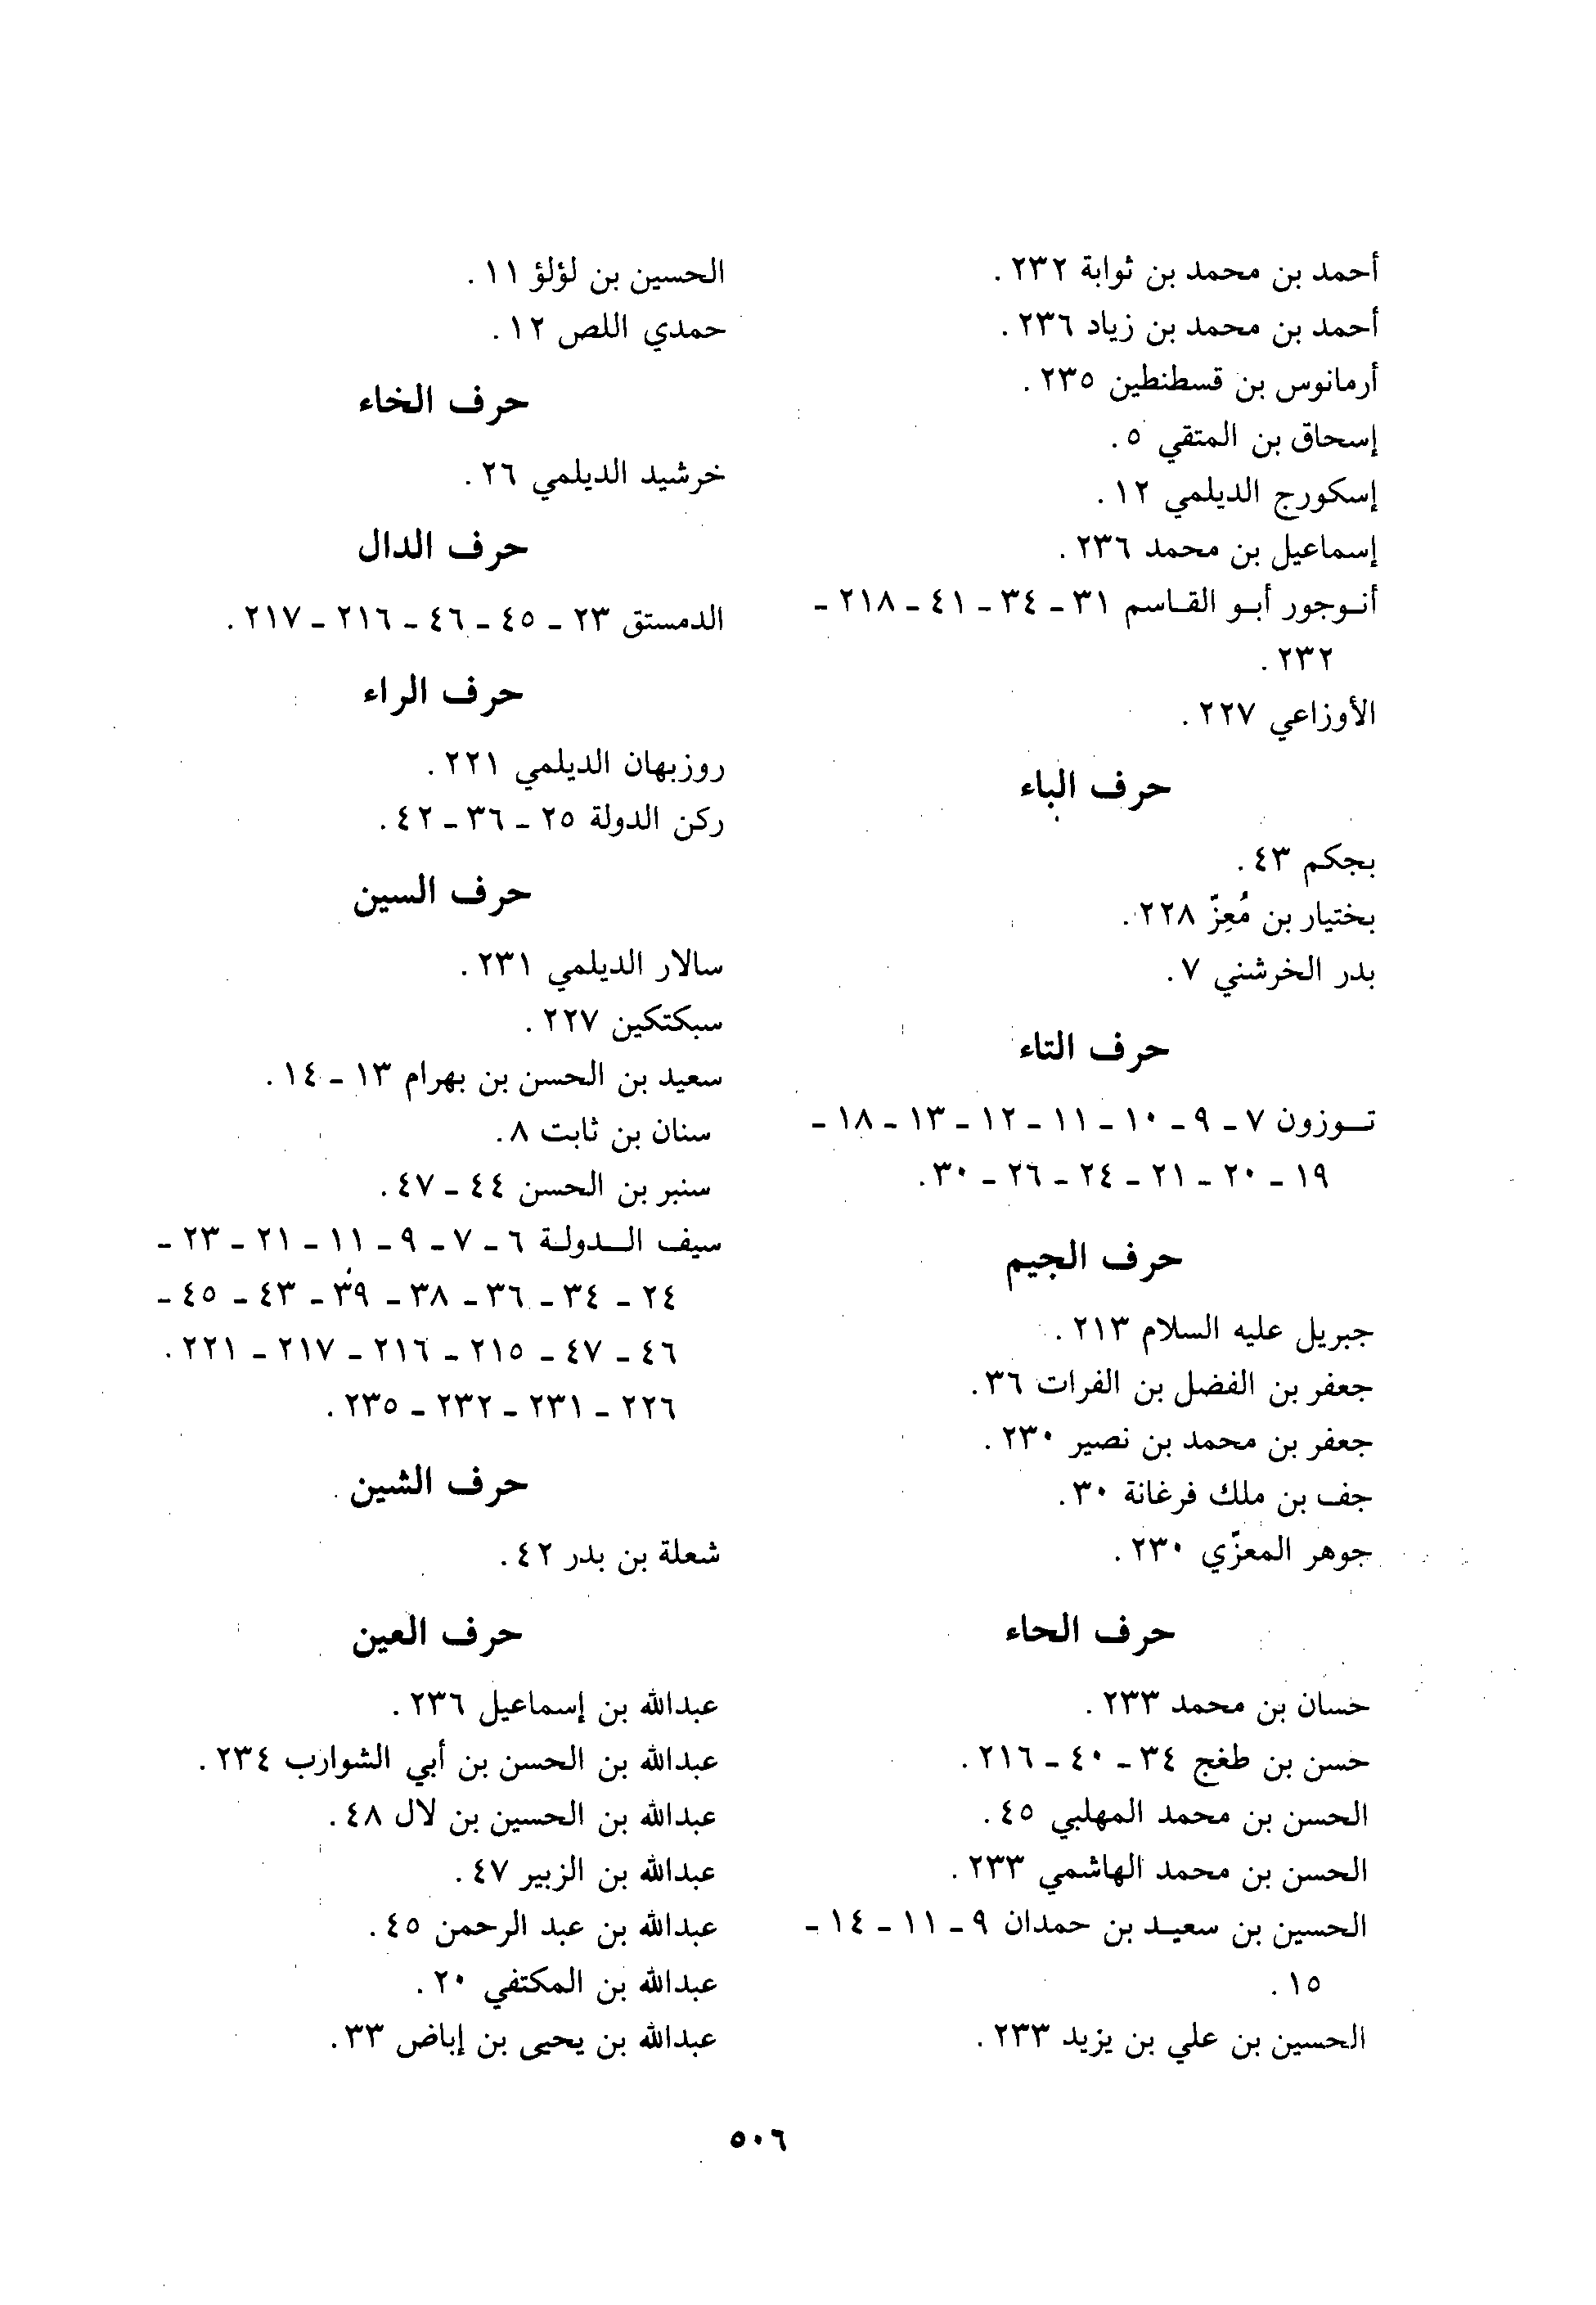 أحمد بن محمد بن ثوابة ٢٣٢.
أحمد بن محمد بن زياد ٢٣٦.
أرمانوس بن قسطنطين ٢٣٥.
إسحاق بن المتقي ٥.
إسكورج الديلمي ١٢.
إسماعيل بن محمد ٢٣٦.
أنوجور أبو القاسم ٣١ - ٣٤ - ٤١ - ٢١٨ -
٢٣٢.
الأوزاعي ٢٢٧.
حرف الباء
بجكم ٤٣.
بختيار بن مُعِزّ ٢٢٨.
بدر الخرشني ٧.
حرف التاء
توزون ٧ - ٩ - ١٠ - ١١ - ١٢ - ١٣ - ١٨ -
١٩ - ٢٠ - ٢١ - ٢٤ - ٢٦ - ٣٠.
حرف الجيم
جبريل عليه السلام ٢١٣.
جعفر بن الفضل بن الفرات ٣٦.
جعفر بن محمد بن نصير ٢٣٠.
جف بن ملك فرغانة ٣٠.
جوهر المعزّي ٢٣٠.
حرف الحاء
حسان بن محمد ٢٣٣.
حسن بن طغج ٣٤ - ٤٠ - ٢١٦.
الحسن بن محمد المهلبي ٤٥.
الحسن بن محمد الهاشمي ٢٣٣.
الحسين بن سعيد بن حمدان ٩ - ١١ - ١٤ -
١٥.
الحسين بن علي بن يزيد ٢٣٣.
الحسين بن لؤلؤ ١١.
حمدي اللص ١٢.
حرف الخاء
خرشيد الديلمي ٢٦.
حرف الدال
الدمستق ٢٣ - ٤٥ - ٤٦ - ٢١٦ - ٢١٧.
حرف الراء
روزبهان الديلمي ٢٢١.
ركن الدولة ٢٥ - ٣٦ - ٤٢.
حرف السين
سالار الديلمي ٢٣١.
سبكتكين ٢٢٧.
سعيد بن الحسن بن بهرام ١٣ - ١٤.
سنان بن ثابت ٨.
سنبر بن الحسن ٤٤ - ٤٧.
سيف الدولة ٦ - ٧ - ٩ - ١١ - ٢١ - ٢٣ -
٢٤ - ٣٤ - ٣٦ - ٣٨ - ٣٩ - ٤٣ - ٤٥ -
٤٦ - ٤٧ - ٢١٥ - ٢١٦ - ٢١٧ - ٢٢١.
٢٢٦ - ٢٣١ - ٢٣٢ - ٢٣٥.
حرف الشين
شعلة بن بدر ٤٢.
حرف العين
عبدالله بن إسماعيل ٢٣٦.
عبدالله بن الحسن بن أبي الشوارب ٢٣٤.
عبدالله بن الحسين بن لال ٤٨.
عبدالله بن الزبير ٤٧.
عبدالله بن عبد الرحمن ٤٥.
عبدالله بن المكتفي ٢٠.
عبدالله بن يحيى بن إباض ٣٣.
٥٠٦